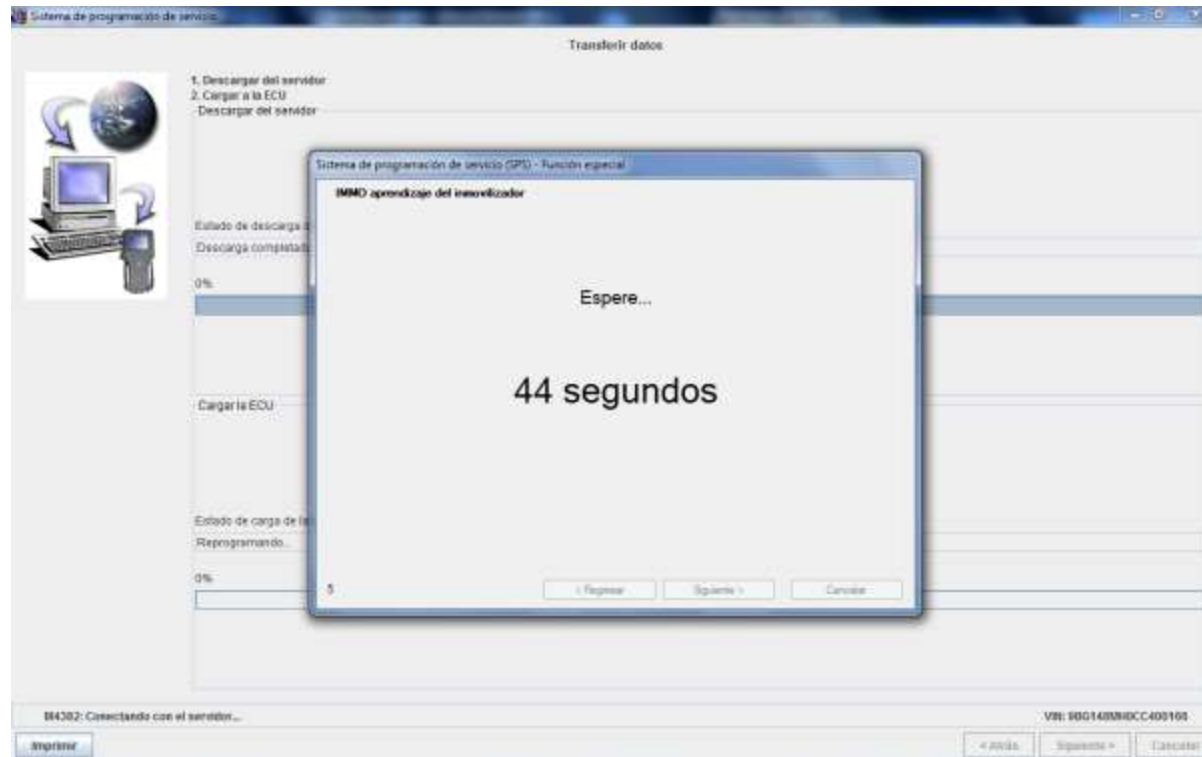 Sistema de programación de servicio
Transferir datos
1. Descargar del servidor
2. Cargar a la ECU
Descargar del servidor
Sistema de programación de servicio (SPS) - Función especial
IMMO aprendizaje del inmovilizador
Estado de descarga
Descarga completada
0%
Espere...
44 segundos
Cargar la ECU
Estado de carga de la
Reprogramando..
0%
5
< Regresar
Siguiente >
Cancelar
Conectando con el servidor...
VIN:
Imprimir
< Atrás
Siguiente >
Cancelar